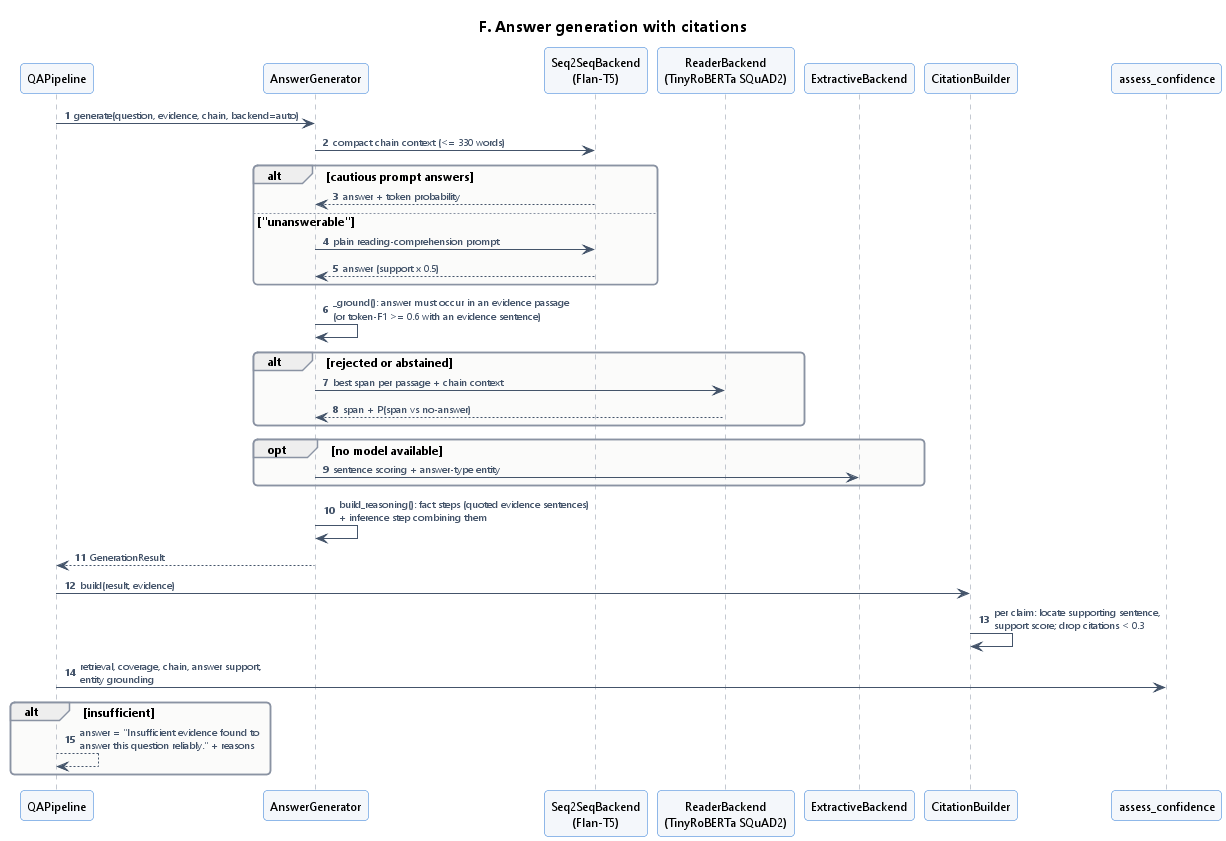 F. Answer generation with citations
QAPipeline
AnswerGenerator
Seq2SeqBackend
(Flan-T5)
ReaderBackend
(TinyRoBERTa SQuAD2)
ExtractiveBackend
CitationBuilder
assess_confidence
1 generate(question, evidence, chain, backend=auto)
2 compact chain context (<= 330 words)
alt [cautious prompt answers]
3 answer + token probability
["unanswerable"]
4 plain reading-comprehension prompt
5 answer (support x 0.5)
6 _ground(): answer must occur in an evidence passage
(or token-F1 >= 0.6 with an evidence sentence)
alt [rejected or abstained]
7 best span per passage + chain context
8 span + P(span vs no-answer)
opt [no model available]
9 sentence scoring + answer-type entity
10 build_reasoning(): fact steps (quoted evidence sentences)
+ inference step combining them
11 GenerationResult
12 build(result, evidence)
13 per claim: locate supporting sentence,
support score; drop citations < 0.3
14 retrieval, coverage, chain, answer support,
entity grounding
alt [insufficient]
15 answer = "Insufficient evidence found to
answer this question reliably." + reasons
QAPipeline
AnswerGenerator
Seq2SeqBackend
(Flan-T5)
ReaderBackend
(TinyRoBERTa SQuAD2)
ExtractiveBackend
CitationBuilder
assess_confidence